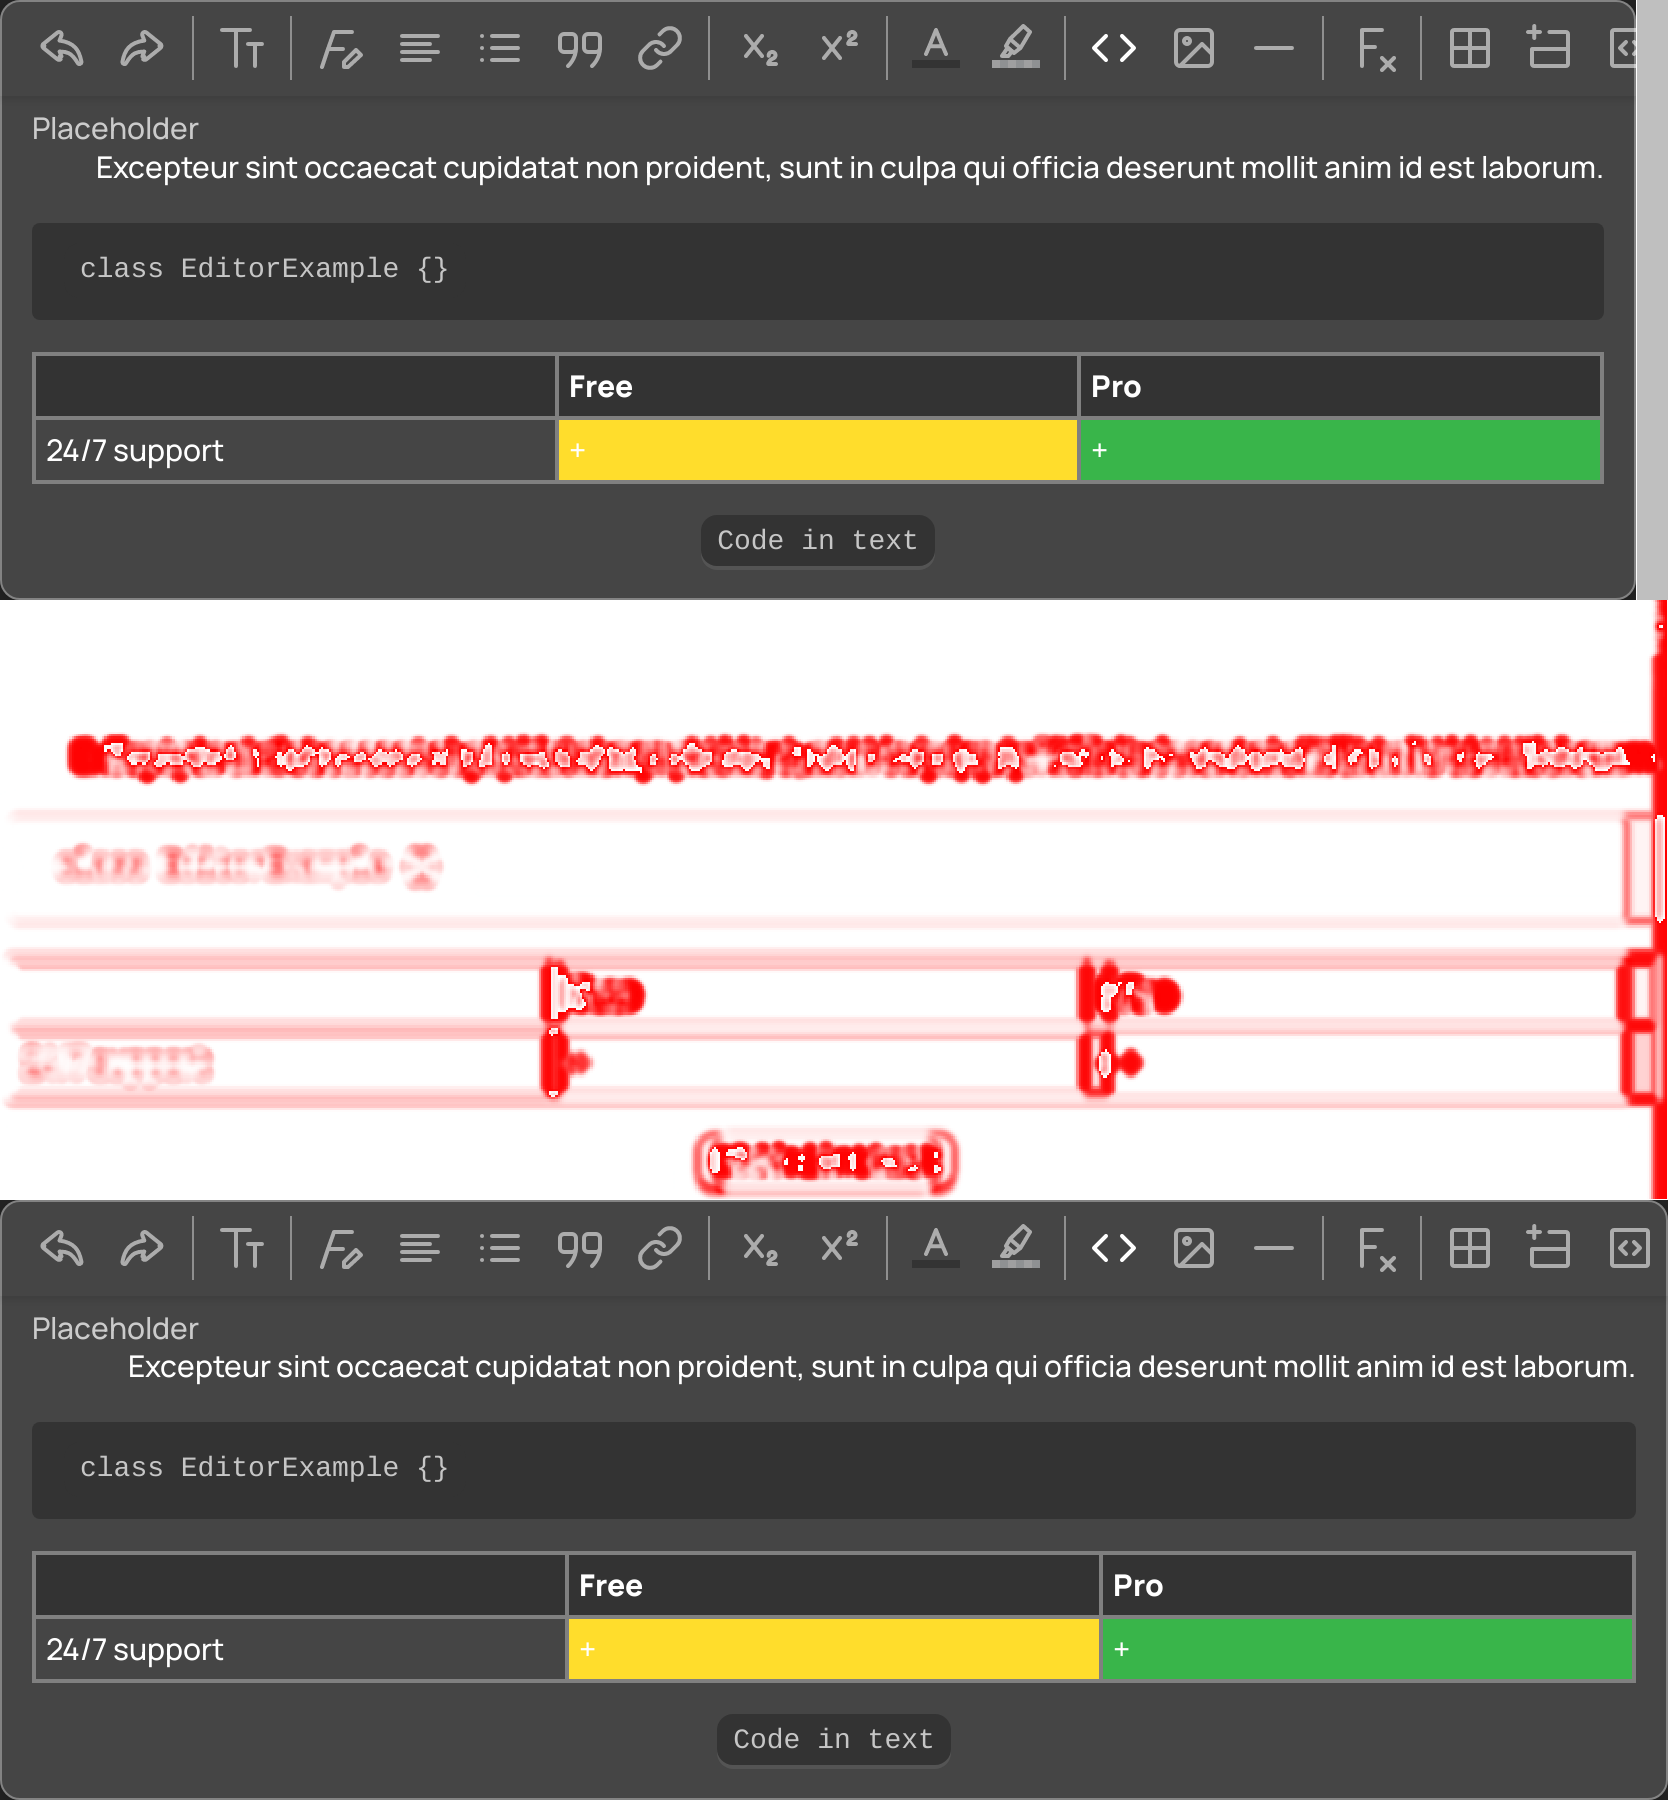 Placeholder
Excepteur sint occaecat cupidatat non proident, sunt in culpa qui officia deserunt mollit anim id est laborum.
class EditorExample {}
Free Pro
24/7 support + +
Code in text
Placeholder
Excepteur sint occaecat cupidatat non proident, sunt in culpa qui officia deserunt mollit anim id est laborum.
class EditorExample {}
Free Pro
24/7 support + +
Code in text